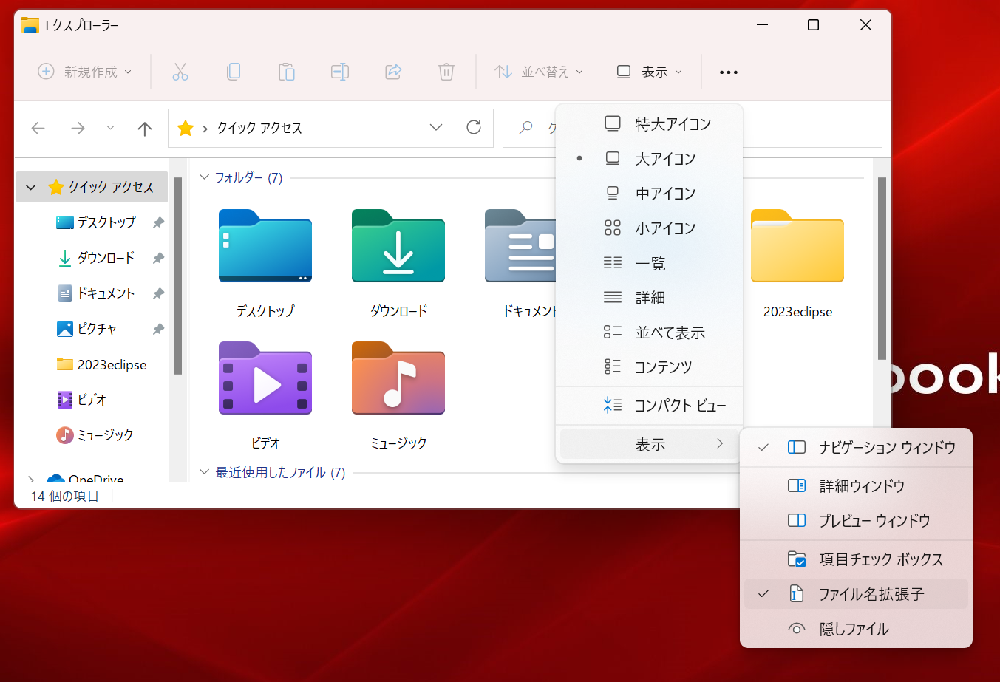 エクスプローラー
新規作成
並べ替え
表示
クイック アクセス
特大アイコン
大アイコン
中アイコン
小アイコン
一覧
詳細
並べて表示
コンテンツ
コンパクト ビュー
表示
クイック アクセス
デスクトップ
ダウンロード
ドキュメント
ピクチャ
2023eclipse
ビデオ
ミュージック
OneDrive
フォルダー (7)
デスクトップ
ダウンロード
ドキュメント
2023eclipse
ビデオ
ミュージック
最近使用したファイル (7)
14 個の項目
book
ナビゲーション ウィンドウ
詳細ウィンドウ
プレビュー ウィンドウ
項目チェック ボックス
ファイル名拡張子
隠しファイル